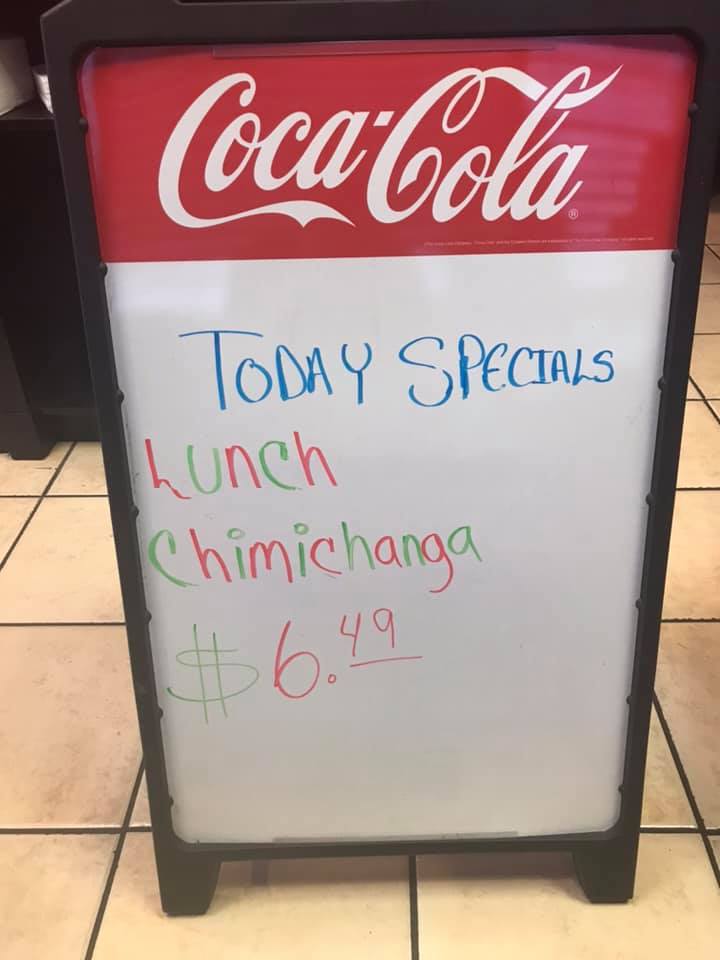 Coca-Cola®
TODAY SPECIALS
Lunch
Chimichanga
$6.49